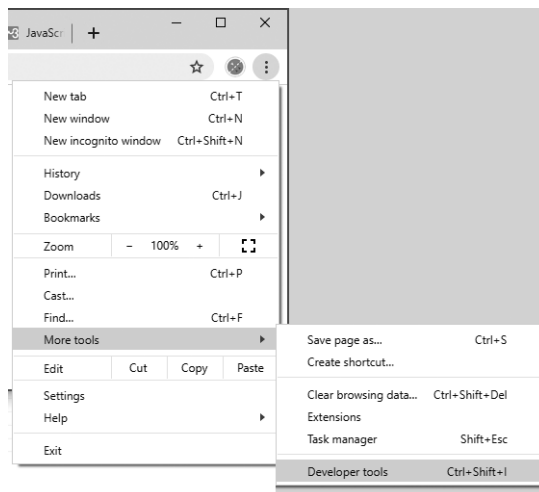 JavaScr
New tab Ctrl+T
New window Ctrl+N
New incognito window Ctrl+Shift+N
History
Downloads Ctrl+J
Bookmarks
Zoom – 100% +
Print... Ctrl+P
Cast...
Find... Ctrl+F
More tools
Edit Cut Copy Paste
Settings
Help
Exit
Save page as... Ctrl+S
Create shortcut...
Clear browsing data... Ctrl+Shift+Del
Extensions
Task manager Shift+Esc
Developer tools Ctrl+Shift+I